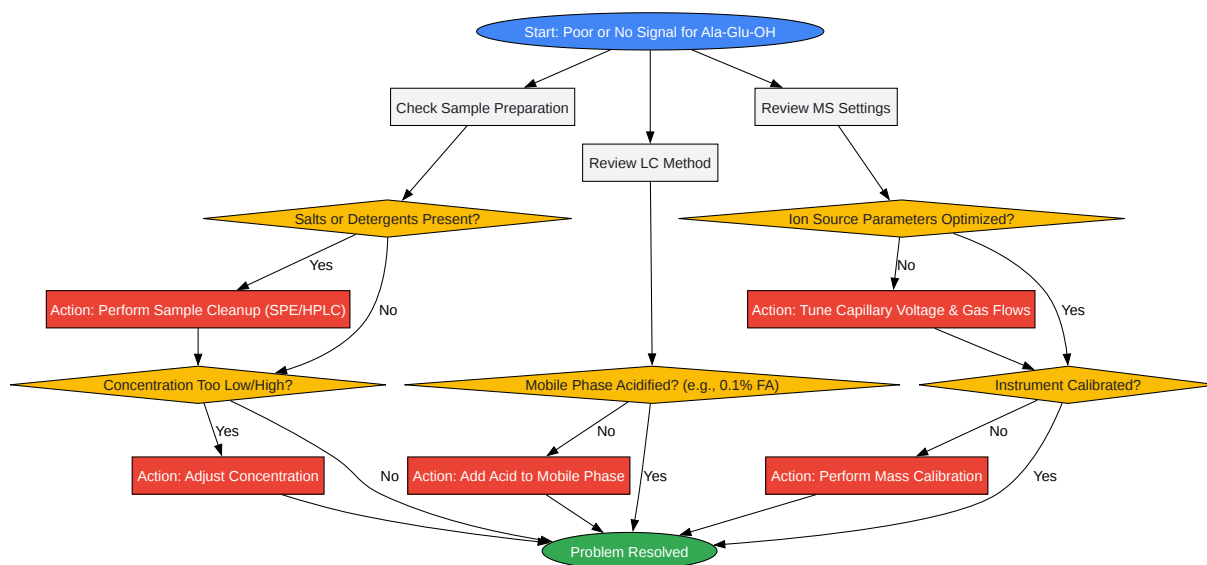 Start: Poor or No Signal for Ala-Glu-OH
Check Sample Preparation
Review MS Settings
Review LC Method
Salts or Detergents Present?
Ion Source Parameters Optimized?
Yes
No
Action: Perform Sample Cleanup (SPE/HPLC)
No
Action: Tune Capillary Voltage & Gas Flows
Yes
Concentration Too Low/High?
Mobile Phase Acidified? (e.g., 0.1% FA)
Instrument Calibrated?
Yes
No
No
Action: Adjust Concentration
No
Action: Add Acid to Mobile Phase
Yes
Action: Perform Mass Calibration
Yes
Problem Resolved